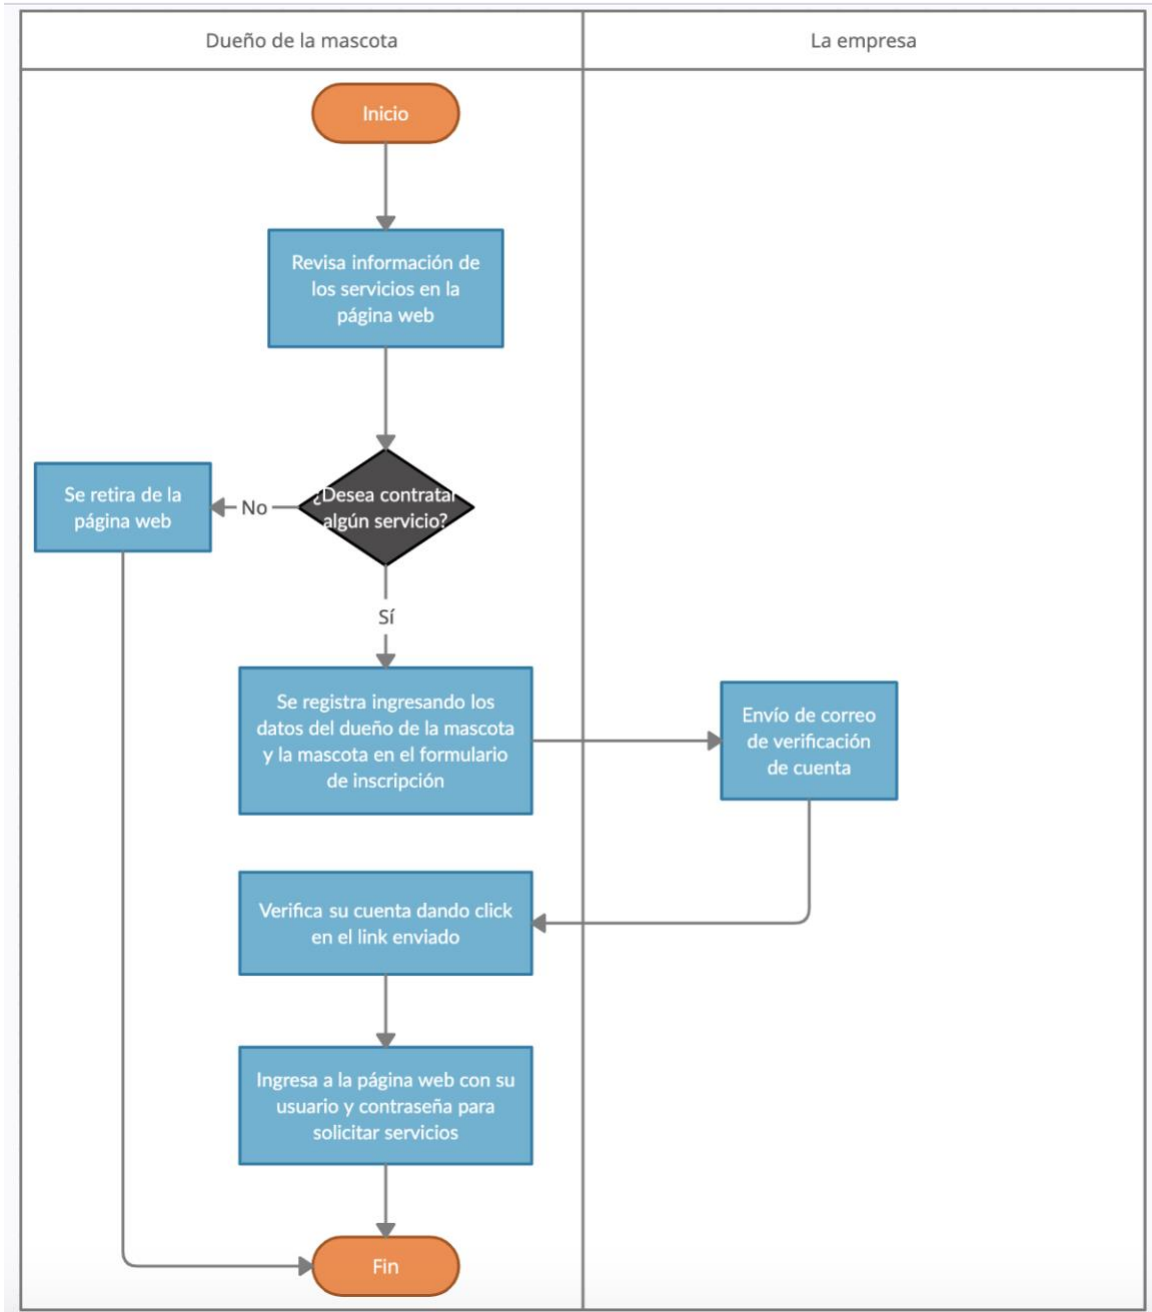 Dueño de la mascota
La empresa
Inicio
Revisa información de
los servicios en la
página web
¿Desea contratar
algún servicio?
No
Se retira de la
página web
Sí
Se registra ingresando los
datos del dueño de la mascota
y la mascota en el formulario
de inscripción
Envío de correo
de verificación
de cuenta
Verifica su cuenta dando click
en el link enviado
Ingresa a la página web con su
usuario y contraseña para
solicitar servicios
Fin